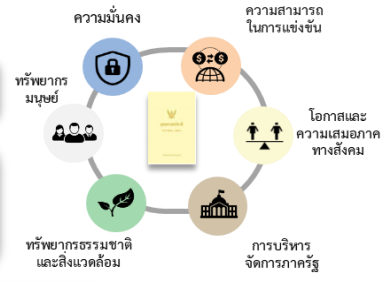 ความมั่นคง
ความสามารถ
ในการแข่งขัน
ทรัพยากร
มนุษย์
โอกาสและ
ความเสมอภาค
ทางสังคม
ทรัพยากรธรรมชาติ
และสิ่งแวดล้อม
การบริหาร
จัดการภาครัฐ